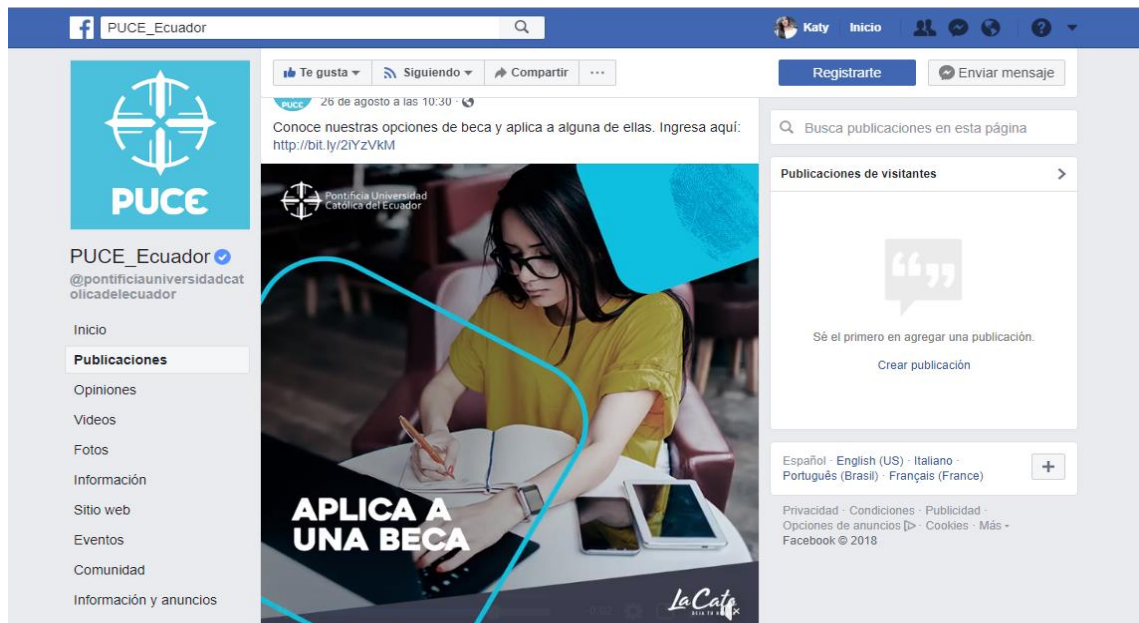 PUCE_Ecuador
Katy Inicio
Te gusta Siguiendo Compartir ...
Registrarte Enviar mensaje
PUCE
PUCE_Ecuador
@pontificiauniversidadcat
olicadelecuador
Inicio
Publicaciones
Opiniones
Videos
Fotos
Información
Sitio web
Eventos
Comunidad
Información y anuncios
PUCE
26 de agosto a las 10:30 ·
Conoce nuestras opciones de beca y aplica a alguna de ellas. Ingresa aquí:
http://bit.ly/2iYzVkM
Pontificia Universidad
Católica del Ecuador
APLICA A
UNA BECA
La Cato
Busca publicaciones en esta página
Publicaciones de visitantes
Sé el primero en agregar una publicación.
Crear publicación
Español · English (US) · Italiano ·
Português (Brasil) · Français (France)
Privacidad · Condiciones · Publicidad ·
Opciones de anuncios · Cookies · Más
Facebook © 2018